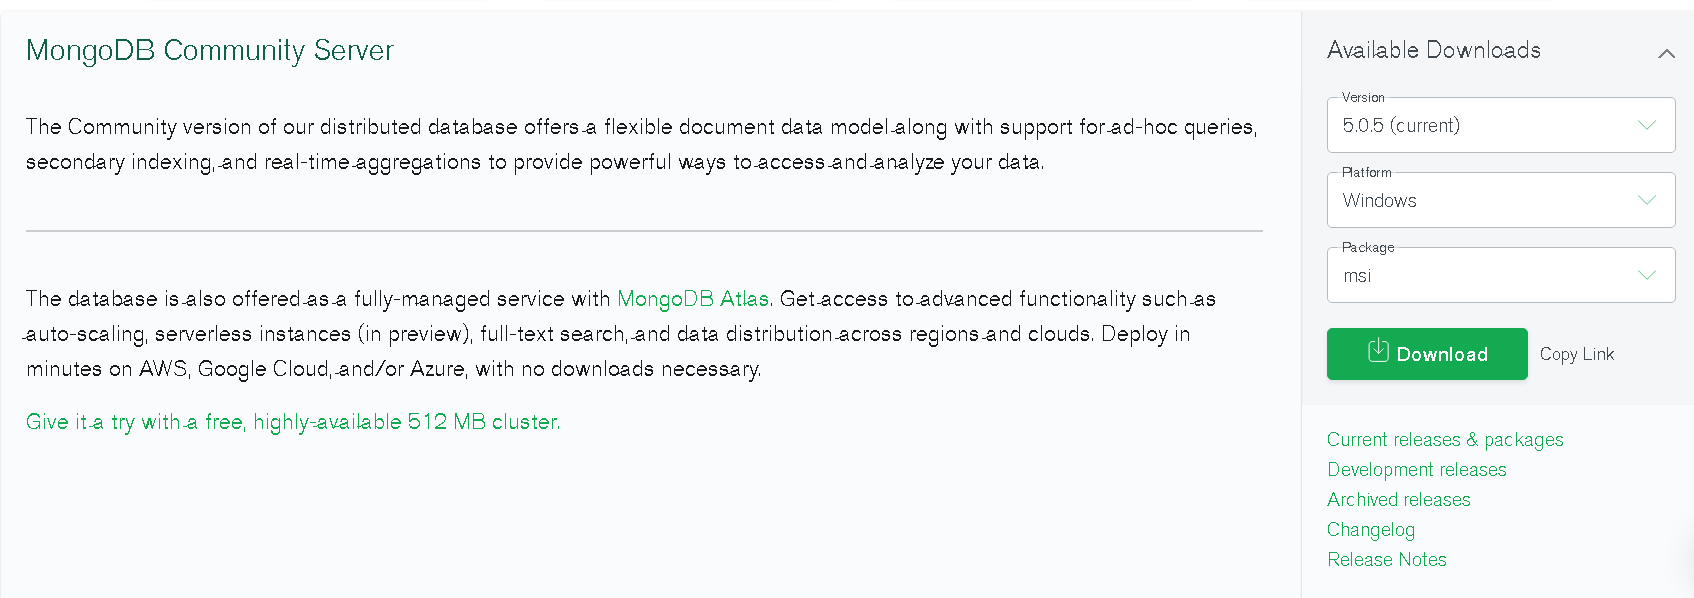 MongoDB Community Server
The Community version of our distributed database offers a flexible document data model along with support for ad-hoc queries,
secondary indexing, and real-time aggregations to provide powerful ways to access and analyze your data.
The database is also offered as a fully-managed service with MongoDB Atlas. Get access to advanced functionality such as
auto-scaling, serverless instances (in preview), full-text search, and data distribution across regions and clouds. Deploy in
minutes on AWS, Google Cloud, and/or Azure, with no downloads necessary.
Give it a try with a free, highly-available 512 MB cluster.
Available Downloads
Version
5.0.5 (current)
Platform
Windows
Package
msi
Download
Copy Link
Current releases & packages
Development releases
Archived releases
Changelog
Release Notes